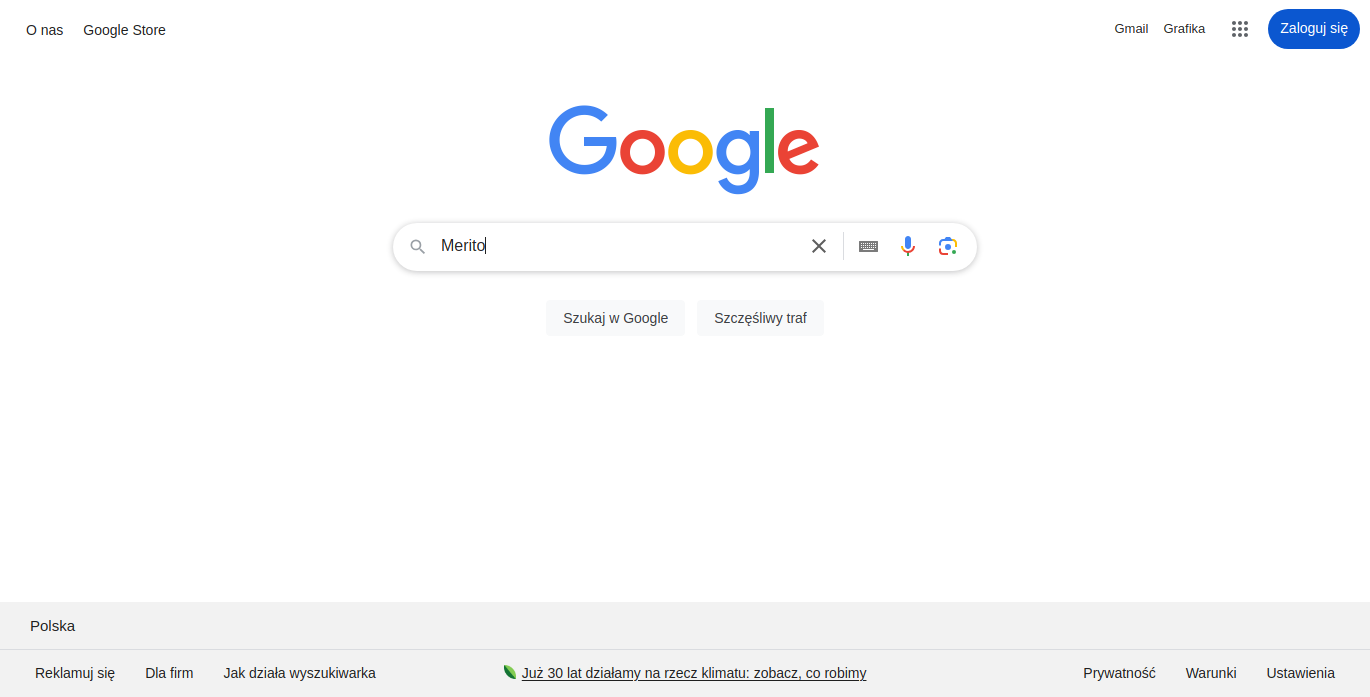 O nas Google Store Gmail Grafika Zaloguj się
Google
Merito
Szukaj w Google Szczęśliwy traf
Polska
Reklamuj się Dla firm Jak działa wyszukiwarka Już 30 lat działamy na rzecz klimatu: zobacz, co robimy Prywatność Warunki Ustawienia